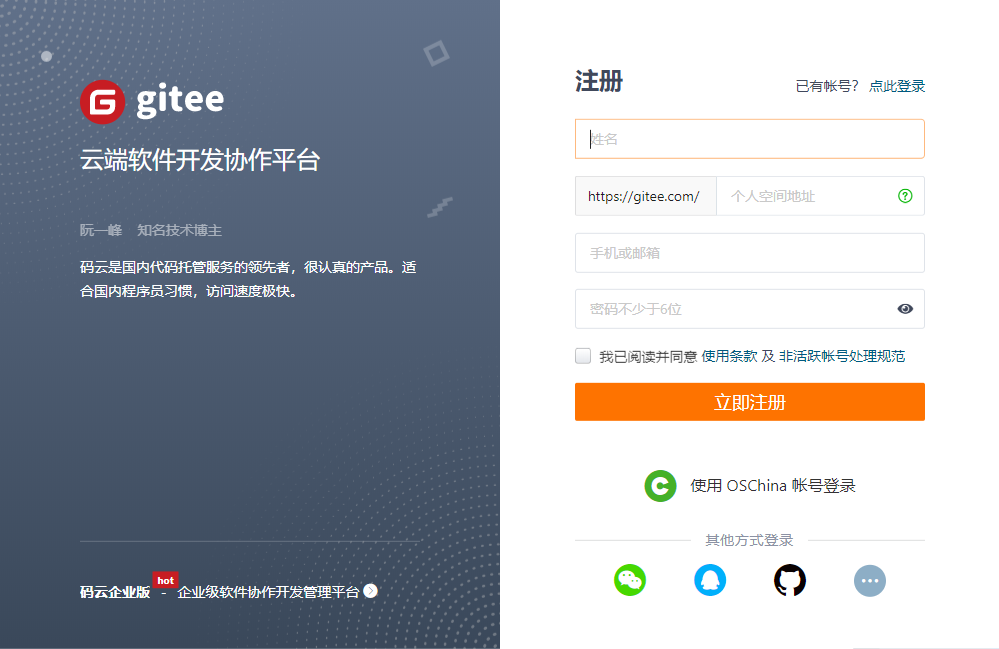 gitee
云端软件开发协作平台
阮一峰 知名技术博主
码云是国内代码托管服务的领先者，很认真的产品。适
合国内程序员习惯，访问速度极快。
hot
码云企业版 - 企业级软件协作开发管理平台
注册
已有帐号？ 点此登录
姓名
https://gitee.com/ 个人空间地址
手机或邮箱
密码不少于6位
我已阅读并同意 使用条款 及 非活跃帐号处理规范
立即注册
使用 OSChina 帐号登录
其他方式登录